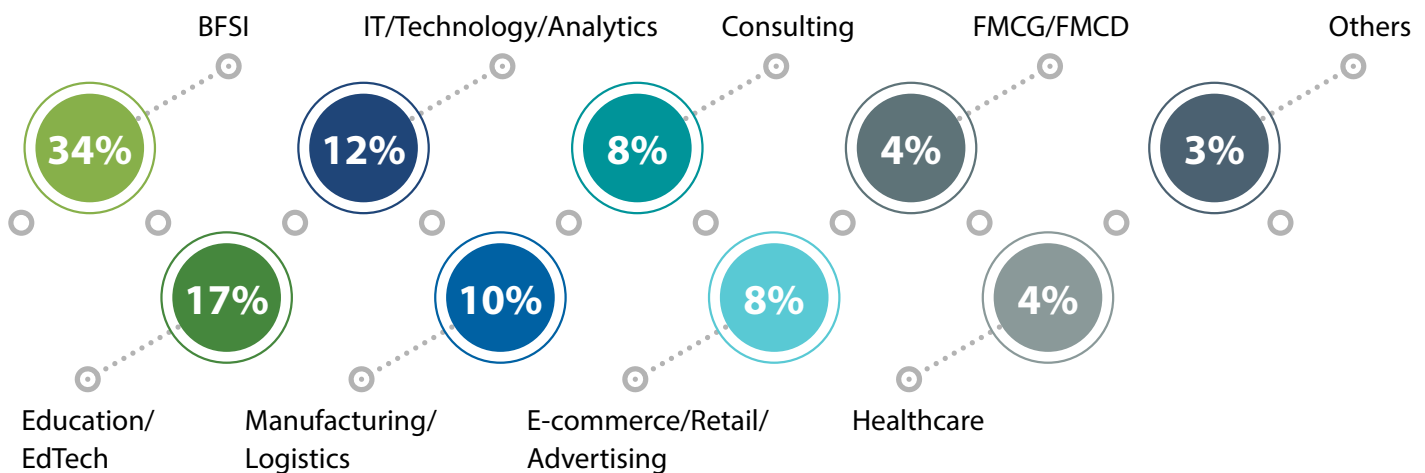 BFSI
IT/Technology/Analytics
Consulting
FMCG/FMCD
Others
34%
12%
8%
4%
3%
17%
10%
8%
4%
Education/
EdTech
Manufacturing/
Logistics
E-commerce/Retail/
Advertising
Healthcare